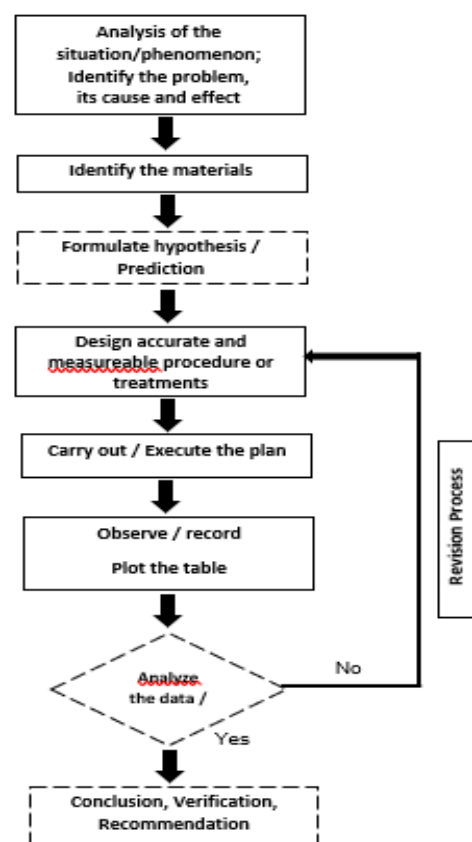 Analysis of the
situation/phenomenon;
Identify the problem,
its cause and effect
Identify the materials
Formulate hypothesis /
Prediction
Design accurate and
measureable procedure or
treatments
Carry out / Execute the plan
Observe / record
Plot the table
Analyze
the data /
No
Yes
Revision Process
Conclusion, Verification,
Recommendation